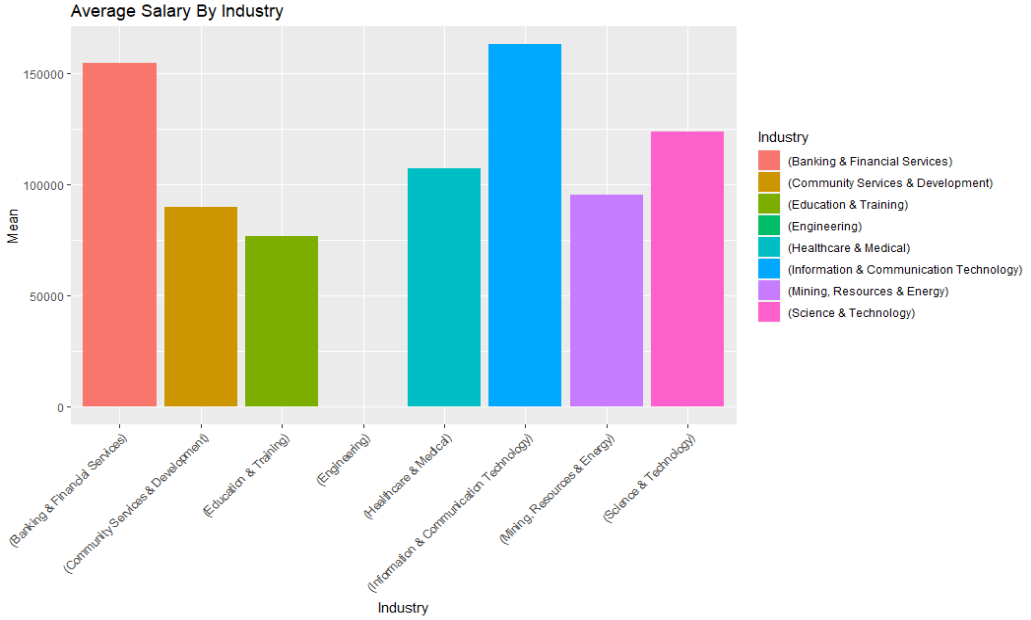 Average Salary By Industry
Mean
150000
100000
50000
0
(Banking & Financial Services)
(Community Services & Development)
(Education & Training)
(Engineering)
(Healthcare & Medical)
(Information & Communication Technology)
(Mining, Resources & Energy)
(Science & Technology)
Industry
Industry
(Banking & Financial Services)
(Community Services & Development)
(Education & Training)
(Engineering)
(Healthcare & Medical)
(Information & Communication Technology)
(Mining, Resources & Energy)
(Science & Technology)